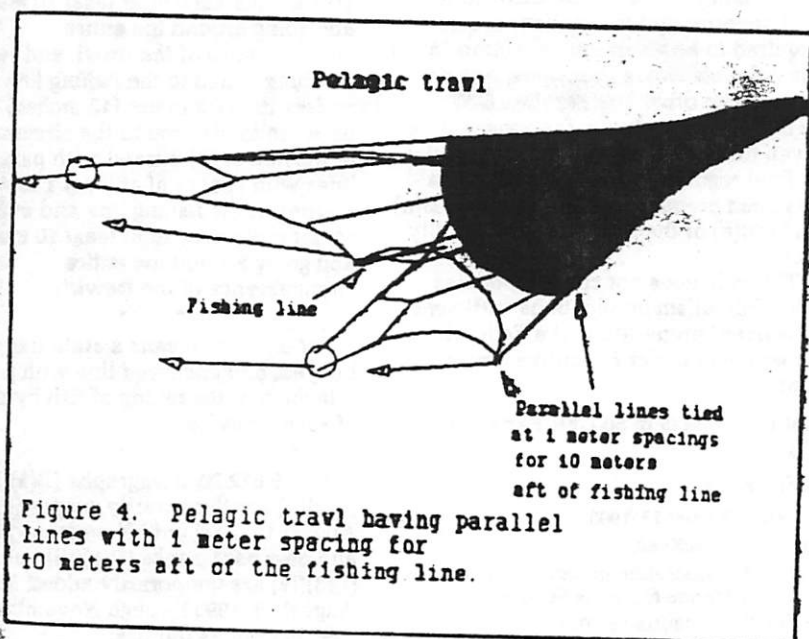 Pelagic trawl
Fishing line
Parallel lines tied
at 1 meter spacings
for 10 meters
aft of fishing line
Figure 4. Pelagic trawl having parallel
lines with 1 meter spacing for
10 meters aft of the fishing line.